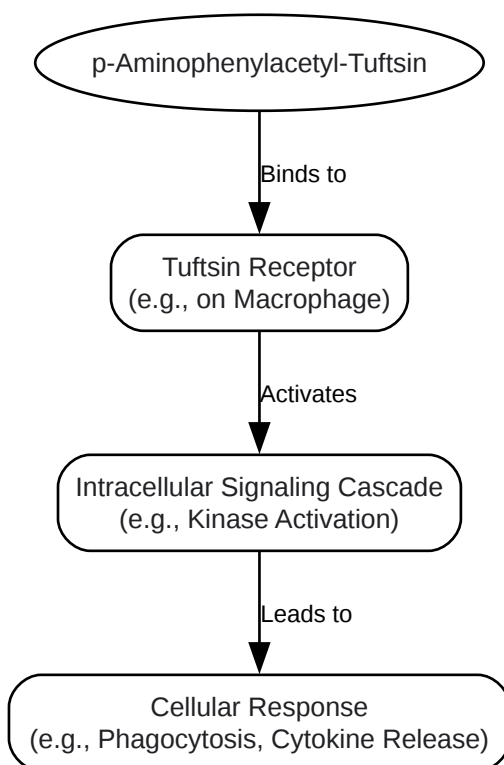 p-Aminophenylacetyl-Tuftsin
Binds to
Tuftsin Receptor
(e.g., on Macrophage)
Activates
Intracellular Signaling Cascade
(e.g., Kinase Activation)
Leads to
Cellular Response
(e.g., Phagocytosis, Cytokine Release)